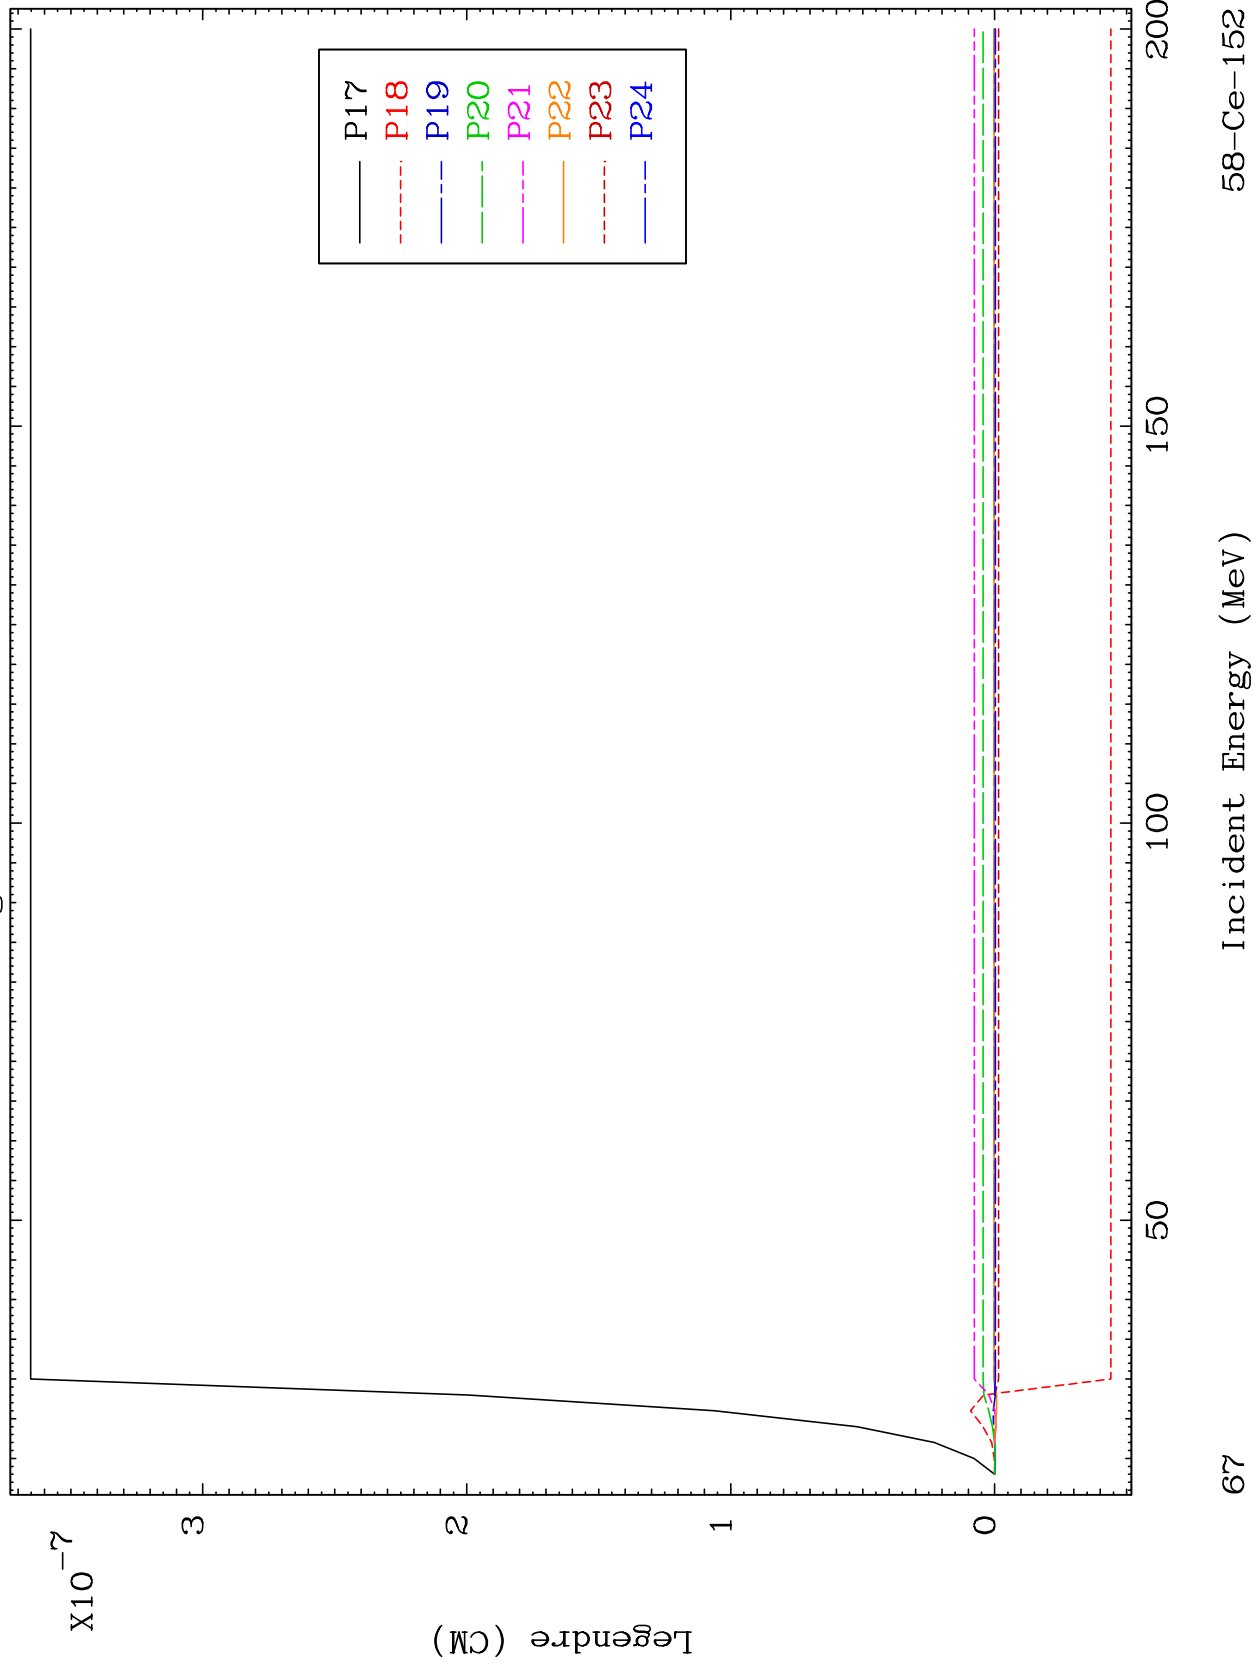 X10-7
3
2
1
0
Legendre (CM)
P17
P18
P19
P20
P21
P22
P23
P24
50
100
150
200
Incident Energy (MeV)
67
58-Ce-152